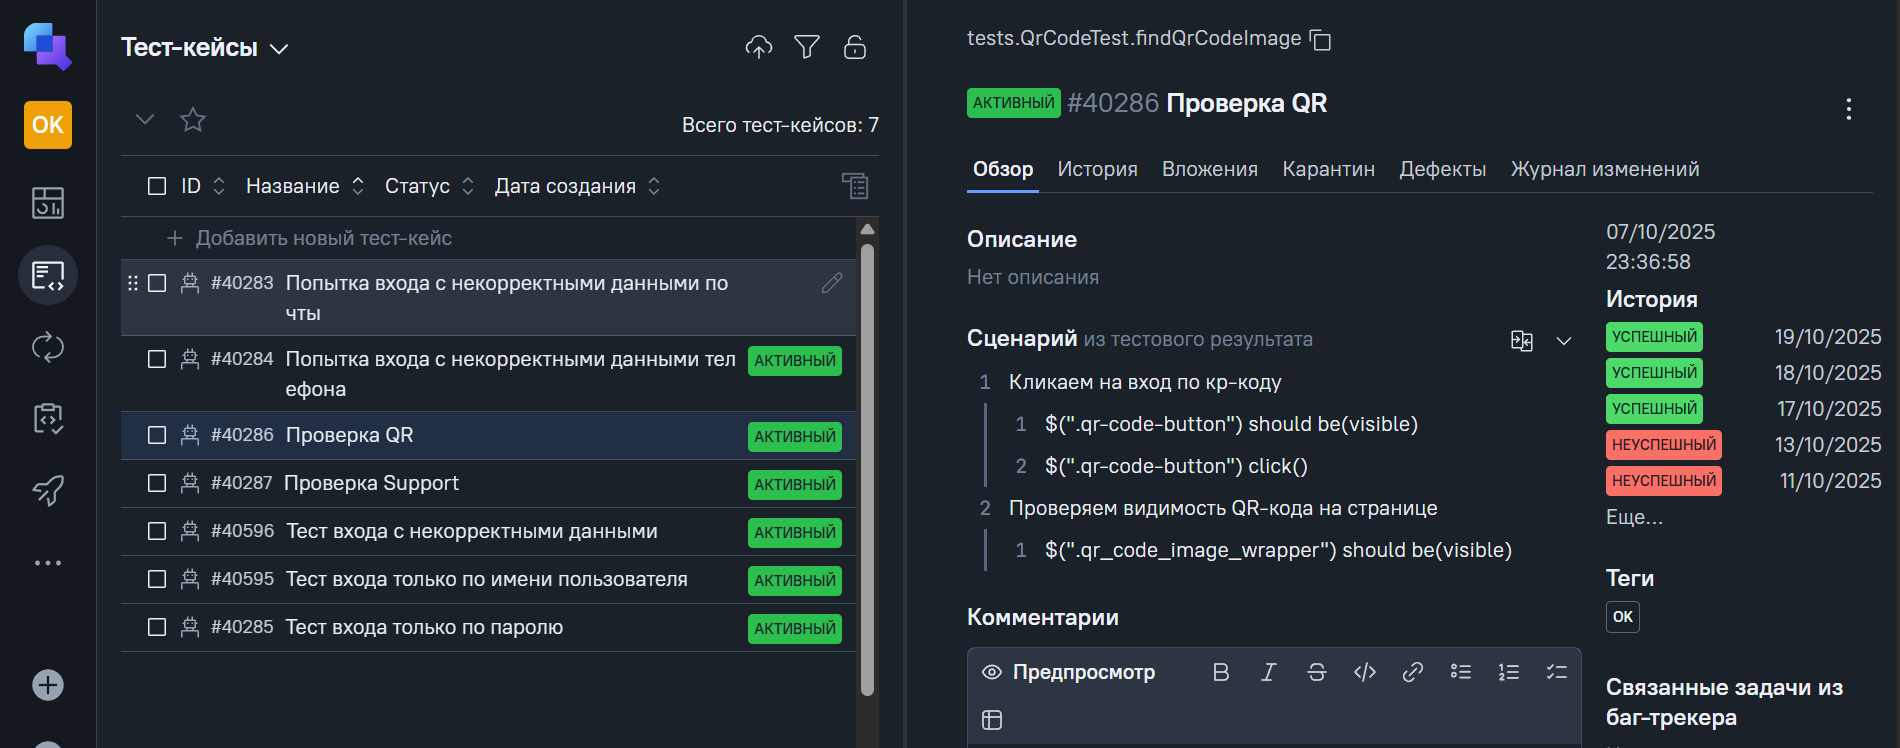 OK
Тест-кейсы
Всего тест-кейсов: 7
ID Название Статус Дата создания
+ Добавить новый тест-кейс
#40283 Попытка входа с некорректными данными по
чты
#40284 Попытка входа с некорректными данными тел АКТИВНЫЙ
ефона
#40286 Проверка QR АКТИВНЫЙ
#40287 Проверка Support АКТИВНЫЙ
#40596 Тест входа с некорректными данными АКТИВНЫЙ
#40595 Тест входа только по имени пользователя АКТИВНЫЙ
#40285 Тест входа только по паролю АКТИВНЫЙ
tests.QrCodeTest.findQrCodeImage
АКТИВНЫЙ #40286 Проверка QR
Обзор История Вложения Карантин Дефекты Журнал изменений
Описание
Нет описания
Сценарий из тестового результата
1 Кликаем на вход по кр-коду
1 $(".qr-code-button") should be(visible)
2 $(".qr-code-button") click()
2 Проверяем видимость QR-кода на странице
1 $(".qr_code_image_wrapper") should be(visible)
Комментарии
Предпросмотр
07/10/2025
23:36:58
История
УСПЕШНЫЙ 19/10/2025
УСПЕШНЫЙ 18/10/2025
УСПЕШНЫЙ 17/10/2025
НЕУСПЕШНЫЙ 13/10/2025
НЕУСПЕШНЫЙ 11/10/2025
Еще...
Теги
OK
Связанные задачи из
баг-трекера